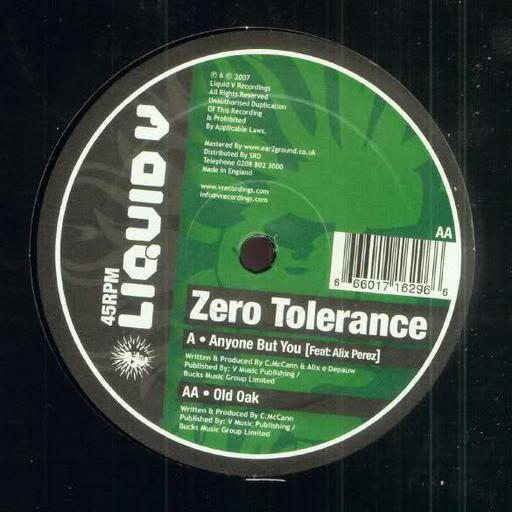 ℗ & © 2007
Liquid V Recordings
All Rights Reserved
Unauthorised Duplication
Of This Recording
Is Prohibited
By Applicable Laws.
Mastered By www.ear2ground.co.uk
Distributed By SRD
Telephone 0208 802 3000
Made In England
www.vrecordings.com
info@vrecordings.com
45RPM
LIQUID V
AA
6 66017 16296 6
Zero Tolerance
A • Anyone But You [Feat: Alix Perez]
Written & Produced By C.McCann & Alix e Depauw
Published By: V Music Publishing /
Bucks Music Group Limited
AA • Old Oak
Written & Produced By C.McCann
Published By: V Music Publishing /
Bucks Music Group Limited